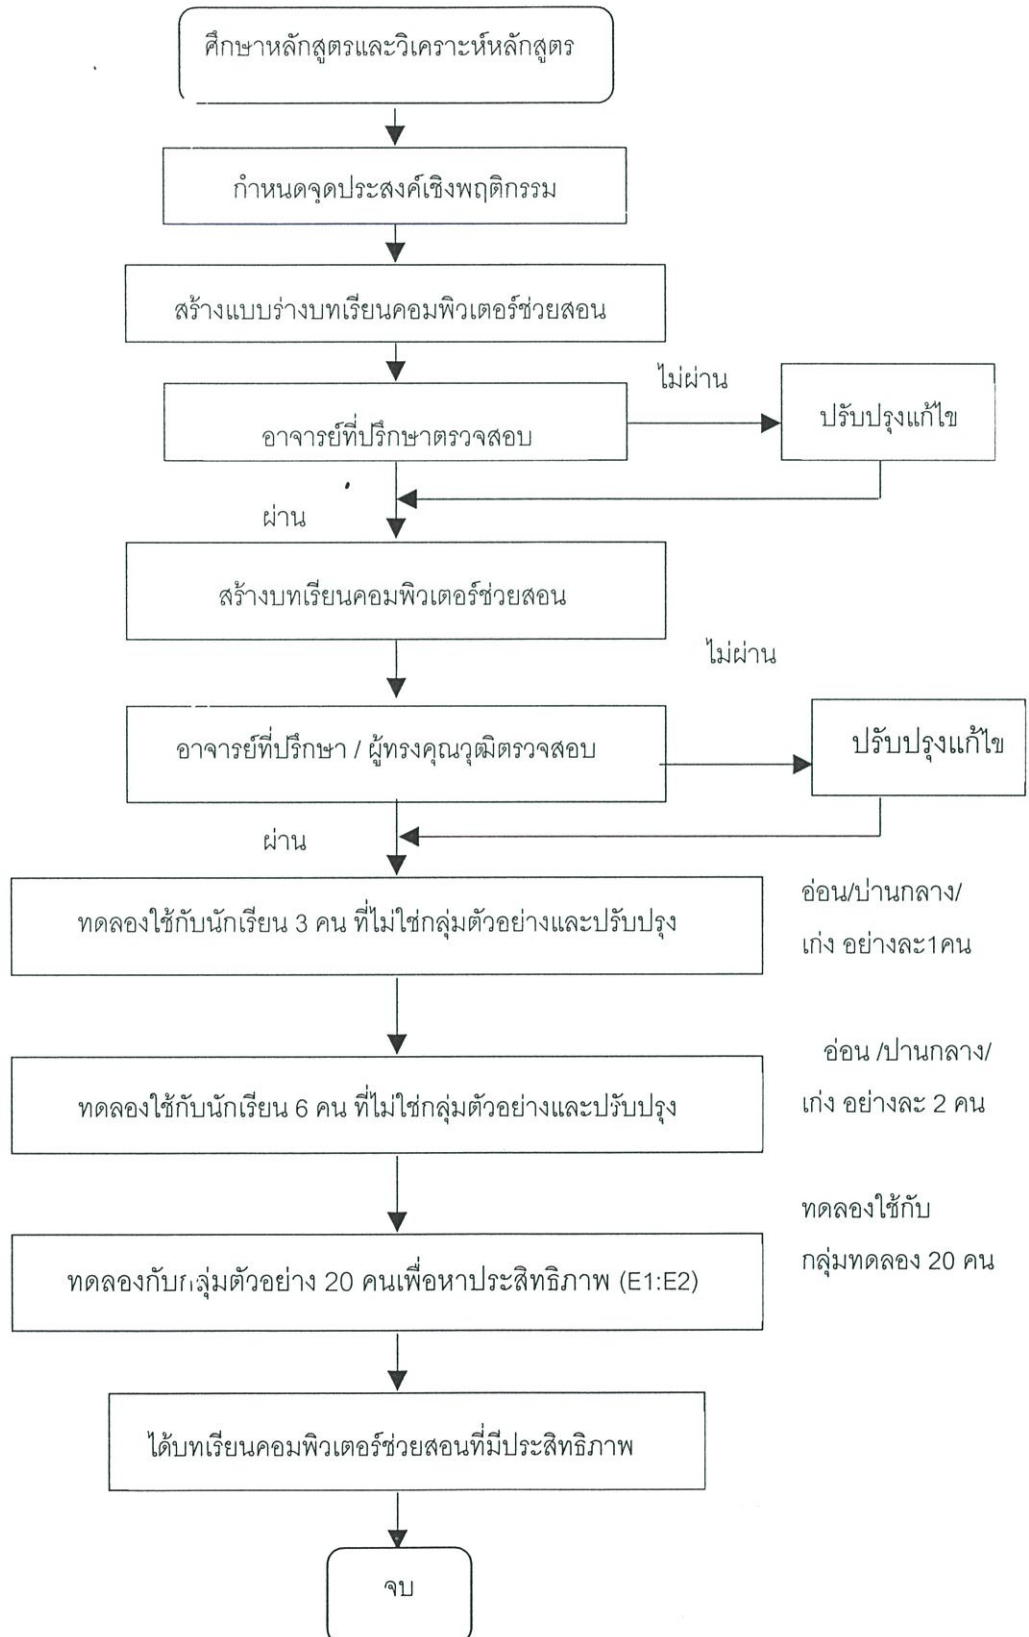 ศึกษาหลักสูตรและวิเคราะห์หลักสูตร
กำหนดจุดประสงค์เชิงพฤติกรรม
สร้างแบบร่างบทเรียนคอมพิวเตอร์ช่วยสอน
ไม่ผ่าน
อาจารย์ที่ปรึกษาตรวจสอบ
ปรับปรุงแก้ไข
ผ่าน
สร้างบทเรียนคอมพิวเตอร์ช่วยสอน
ไม่ผ่าน
อาจารย์ที่ปรึกษา / ผู้ทรงคุณวุฒิตรวจสอบ
ปรับปรุงแก้ไข
ผ่าน
ทดลองใช้กับนักเรียน 3 คน ที่ไม่ใช่กลุ่มตัวอย่างและปรับปรุง
อ่อน/บ่านกลาง/
เก่ง อย่างละ1คน
ทดลองใช้กับนักเรียน 6 คน ที่ไม่ใช่กลุ่มตัวอย่างและปรับปรุง
อ่อน /ปานกลาง/
เก่ง อย่างละ 2 คน
ทดลองกับกลุ่มตัวอย่าง 20 คนเพื่อหาประสิทธิภาพ (E1:E2)
ทดลองใช้กับ
กลุ่มทดลอง 20 คน
ได้บทเรียนคอมพิวเตอร์ช่วยสอนที่มีประสิทธิภาพ
จบ